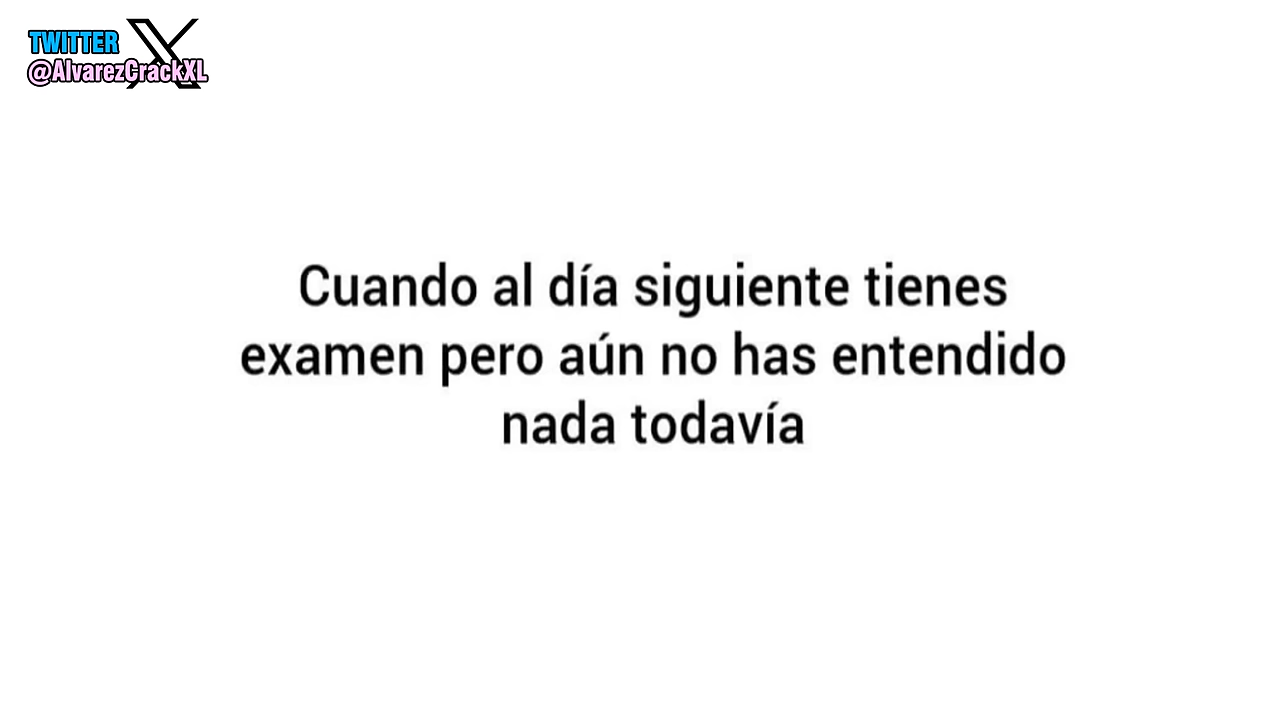 TWITTER
@AlvarezCrackXL
Cuando al día siguiente tienes
examen pero aún no has entendido
nada todavía